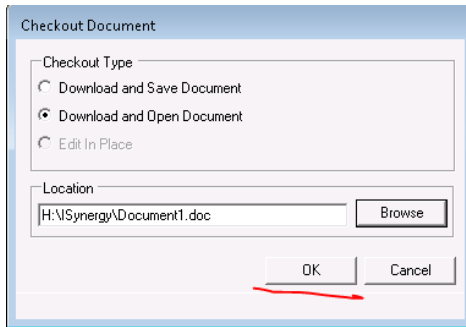 Checkout Document
Checkout Type
Download and Save Document
Download and Open Document
Edit In Place
Location
H:\ISynergy\Document1.doc
Browse
OK
Cancel